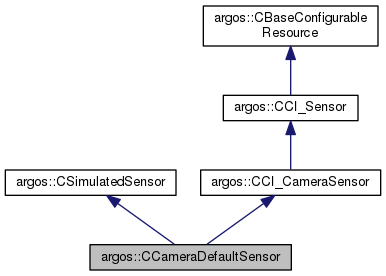 argos::CBaseConfigurable
Resource
argos::CCI_Sensor
argos::CSimulatedSensor
argos::CCI_CameraSensor
argos::CCameraDefaultSensor